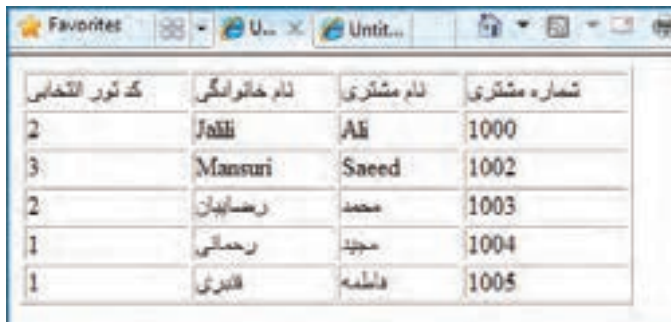 Favorites U... Untit...
شماره مشتری نام مشتری نام خانوادگی کد تور انتخابی
1000 Ali Jalili 2
1002 Saeed Mansuri 3
1003 محمد رضاییان 2
1004 مجید رحمانی 1
1005 فاطمه قنبری 1